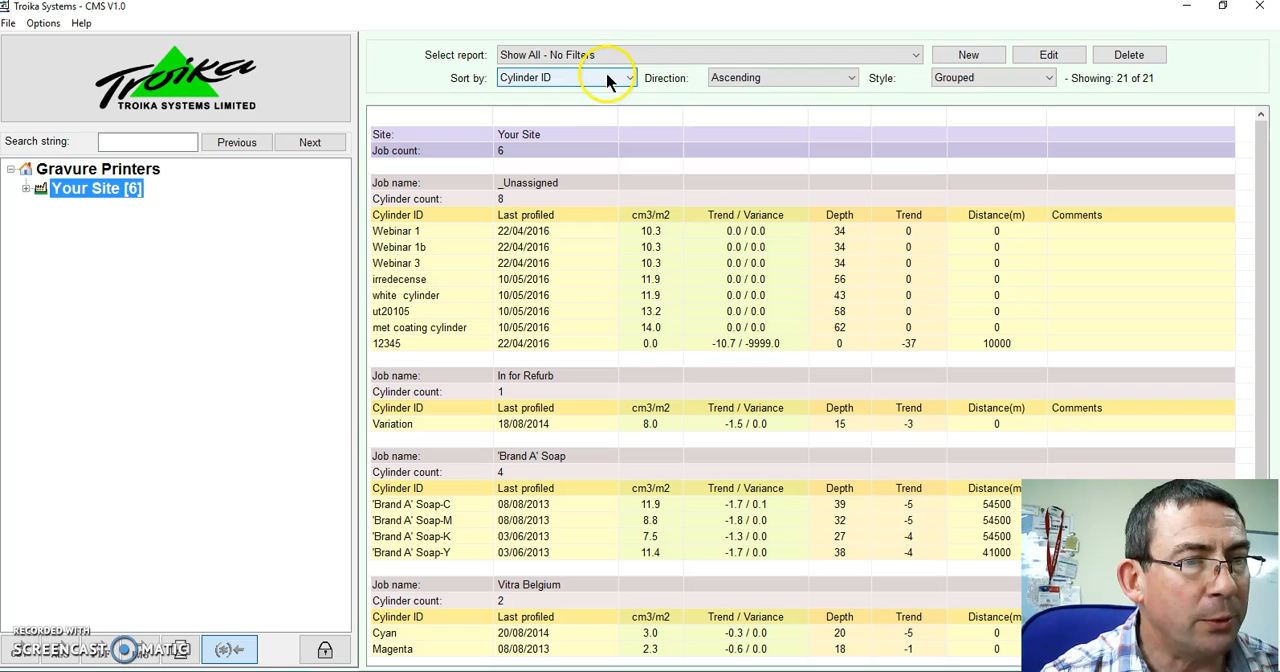 Troika Systems - CMS V1.0
File Options Help
Troika
TROIKA SYSTEMS LIMITED
Search string: Previous Next
Gravure Printers
Your Site [6]
Select report: Show All - No Filters New Edit Delete
Sort by: Cylinder ID Direction: Ascending Style: Grouped - Showing: 21 of 21
Site: Your Site
Job count: 6
Job name: _Unassigned
Cylinder count: 8
Cylinder ID Last profiled cm3/m2 Trend / Variance Depth Trend Distance(m) Comments
Webinar 1 22/04/2016 10.3 0.0 / 0.0 34 0 0
Webinar 1b 22/04/2016 10.3 0.0 / 0.0 34 0 0
Webinar 3 22/04/2016 10.3 0.0 / 0.0 34 0 0
irredecense 10/05/2016 11.9 0.0 / 0.0 56 0 0
white cylinder 10/05/2016 11.9 0.0 / 0.0 43 0 0
ut20105 10/05/2016 13.2 0.0 / 0.0 58 0 0
met coating cylinder 10/05/2016 14.0 0.0 / 0.0 62 0 0
12345 22/04/2016 0.0 -10.7 / -9999.0 0 -37 10000
Job name: In for Refurb
Cylinder count: 1
Cylinder ID Last profiled cm3/m2 Trend / Variance Depth Trend Distance(m) Comments
Variation 18/08/2014 8.0 -1.5 / 0.0 15 -3 0
Job name: 'Brand A' Soap
Cylinder count: 4
Cylinder ID Last profiled cm3/m2 Trend / Variance Depth Trend Distance(m
'Brand A' Soap-C 08/08/2013 11.9 -1.7 / 0.1 39 -5 54500
'Brand A' Soap-M 08/08/2013 8.8 -1.8 / 0.0 32 -5 54500
'Brand A' Soap-K 03/06/2013 7.5 -1.3 / 0.0 27 -4 54500
'Brand A' Soap-Y 03/06/2013 11.4 -1.7 / 0.0 38 -4 41000
Job name: Vitra Belgium
Cylinder count: 2
Cylinder ID Last profiled cm3/m2 Trend / Variance Depth Trend Distance(m
Cyan 20/08/2014 3.0 -0.3 / 0.0 20 -5 0
Magenta 08/08/2014 2.3 -0.6 / 0.0 18 -1 0
RECORDED WITH
SCREENCAST MATIC